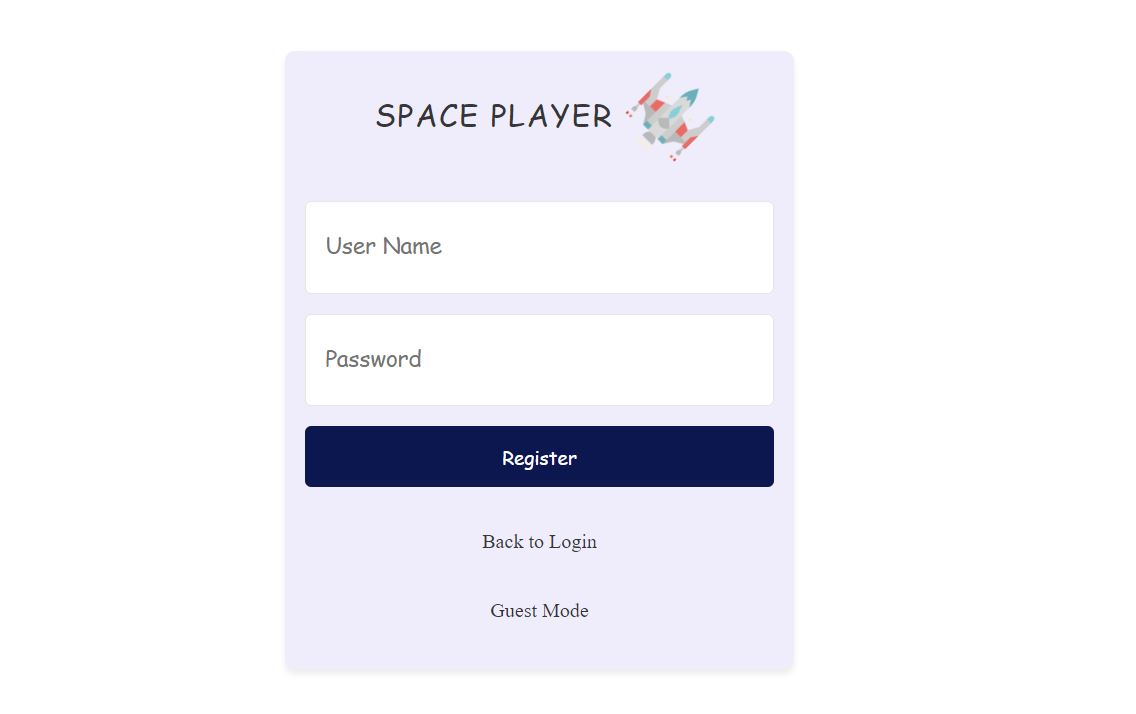 SPACE PLAYER
User Name
Password
Register
Back to Login
Guest Mode